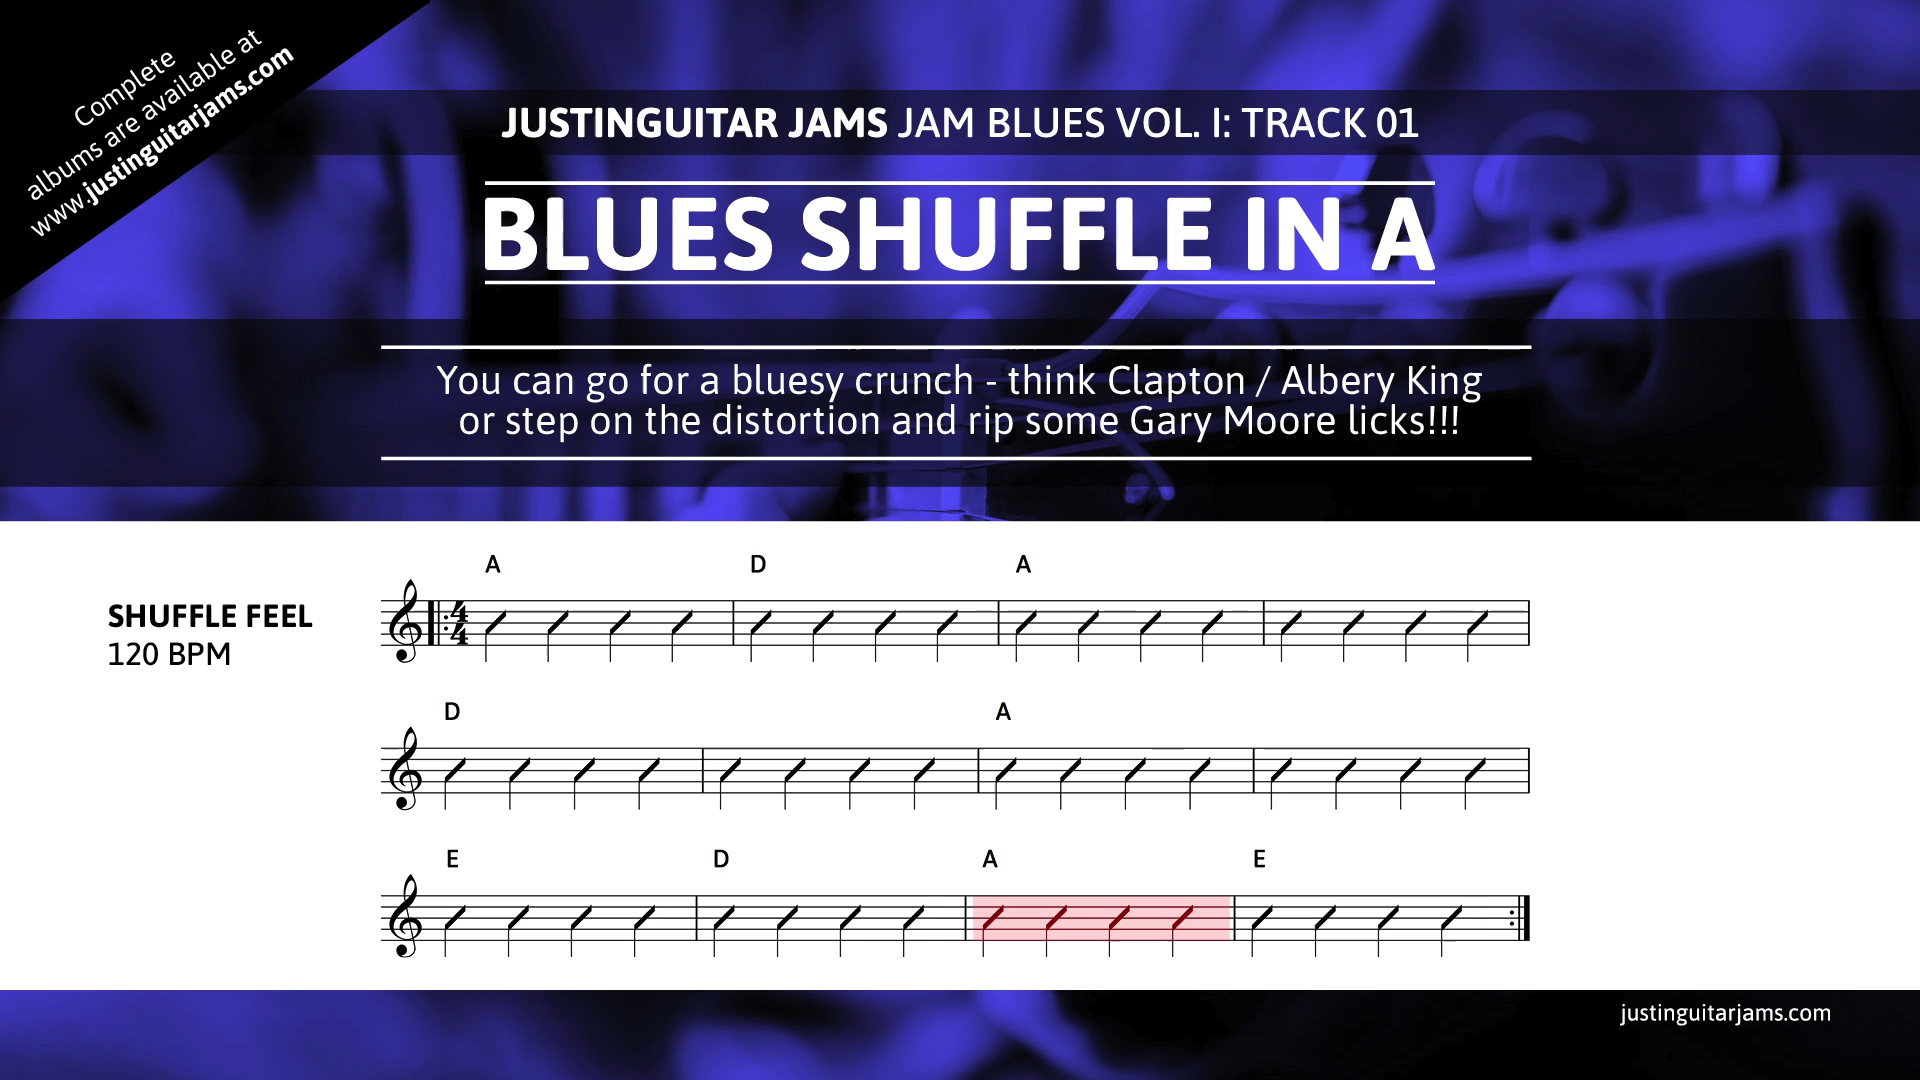 Complete
albums are available at
www.justinguitarjams.com
JUSTINGUITAR JAMS JAM BLUES VOL. I: TRACK 01
BLUES SHUFFLE IN A
You can go for a bluesy crunch - think Clapton / Albery King
or step on the distortion and rip some Gary Moore licks!!!
SHUFFLE FEEL
120 BPM
A D A
4
4
D A
E D A E
justinguitarjams.com